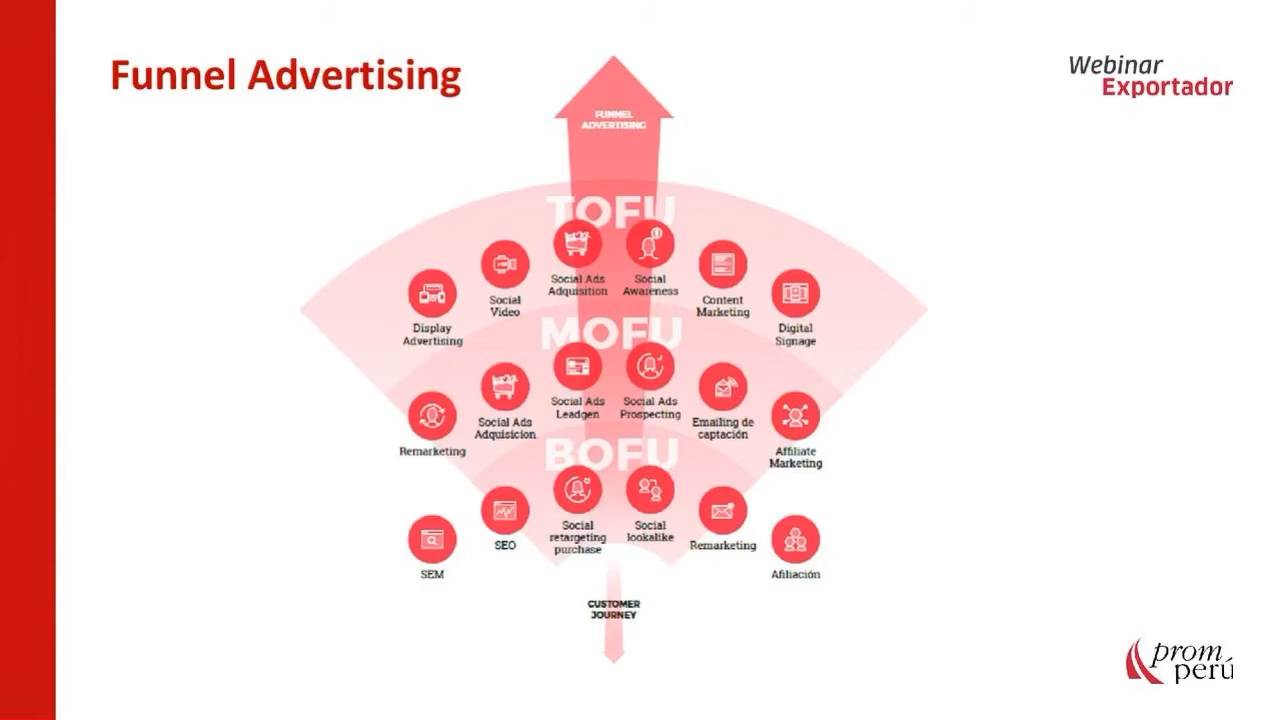 Funnel Advertising
Webinar
Exportador
FUNNEL
ADVERTISING
TOFU
Display
Advertising
Social
Video
Social Ads
Adquisition
Social
Awareness
Content
Marketing
Digital
Signage
MOFU
Remarketing
Social Ads
Adquisicion
Social Ads
Leadgen
Social Ads
Prospecting
Emailing de
captación
Affiliate
Marketing
BOFU
SEM
SEO
Social
retargeting
purchase
Social
lookalike
Remarketing
Afiliación
CUSTOMER
JOURNEY
prom
perú